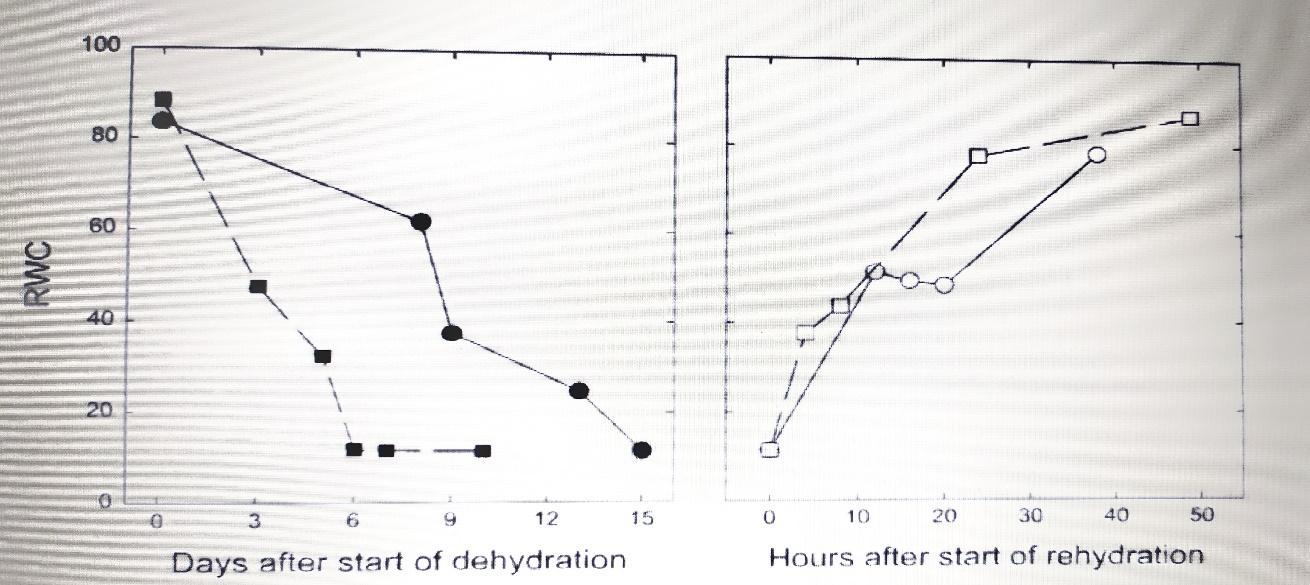 100
80
60
40
20
0
RWC
0 3 6 9 12 15
Days after start of dehydration
0 10 20 30 40 50
Hours after start of rehydration